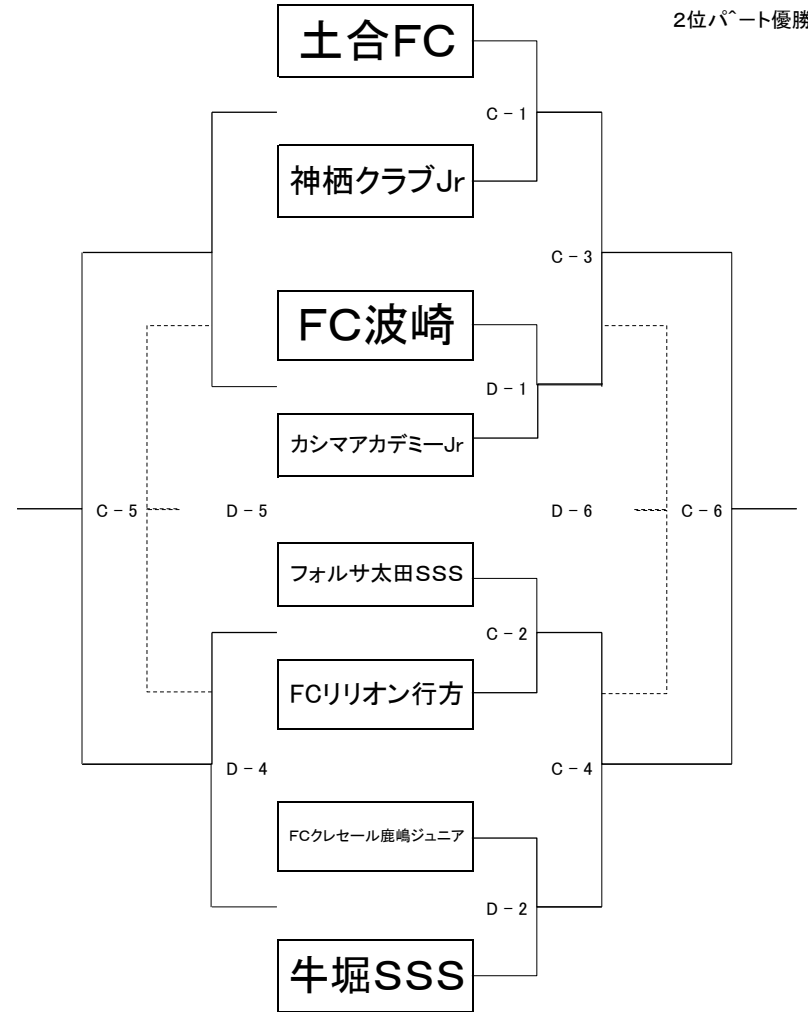 2位パ^ート優勝
土合FC
C－1
神栖クラブJr
C－3
FC波崎
D－1
カシマアカデミーJr
C－5
D－5
D－6
C－6
フォルサ太田SSS
C－2
FCリリオン行方
D－4
C－4
FCクレセール鹿嶋ジュニア
D－2
牛堀SSS